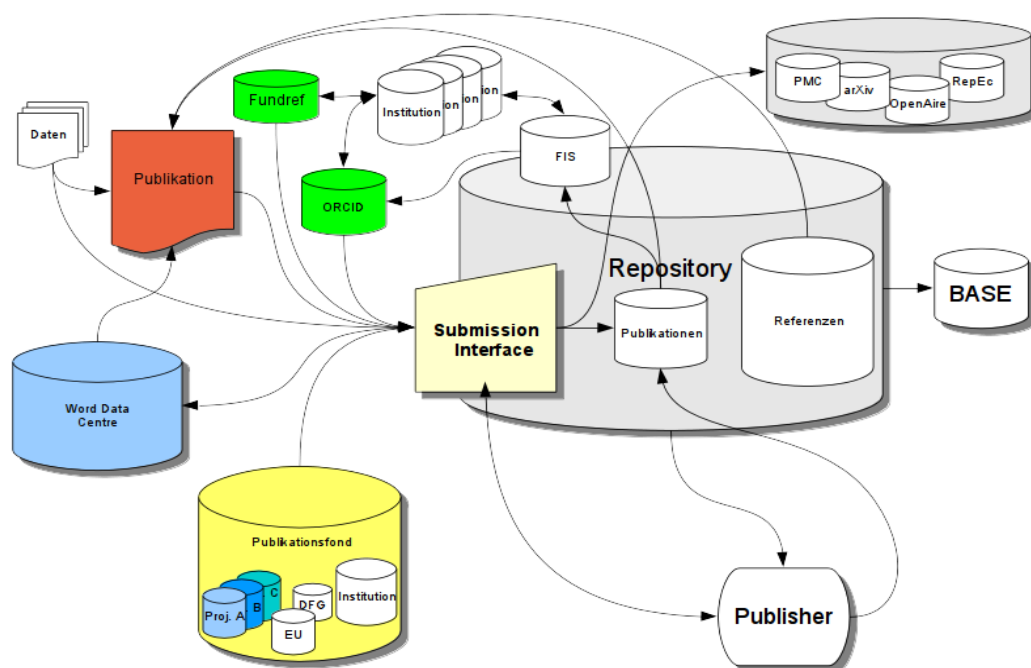 PMC
arXiv
RepEc
OpenAire
Fundref
Institution
ion
ion
Daten
FIS
Publikation
ORCID
Repository
BASE
Submission
Interface
Publikationen
Referenzen
Word Data
Centre
Publikationsfond
Proj. A
B
C
DFG
Institution
EU
Publisher